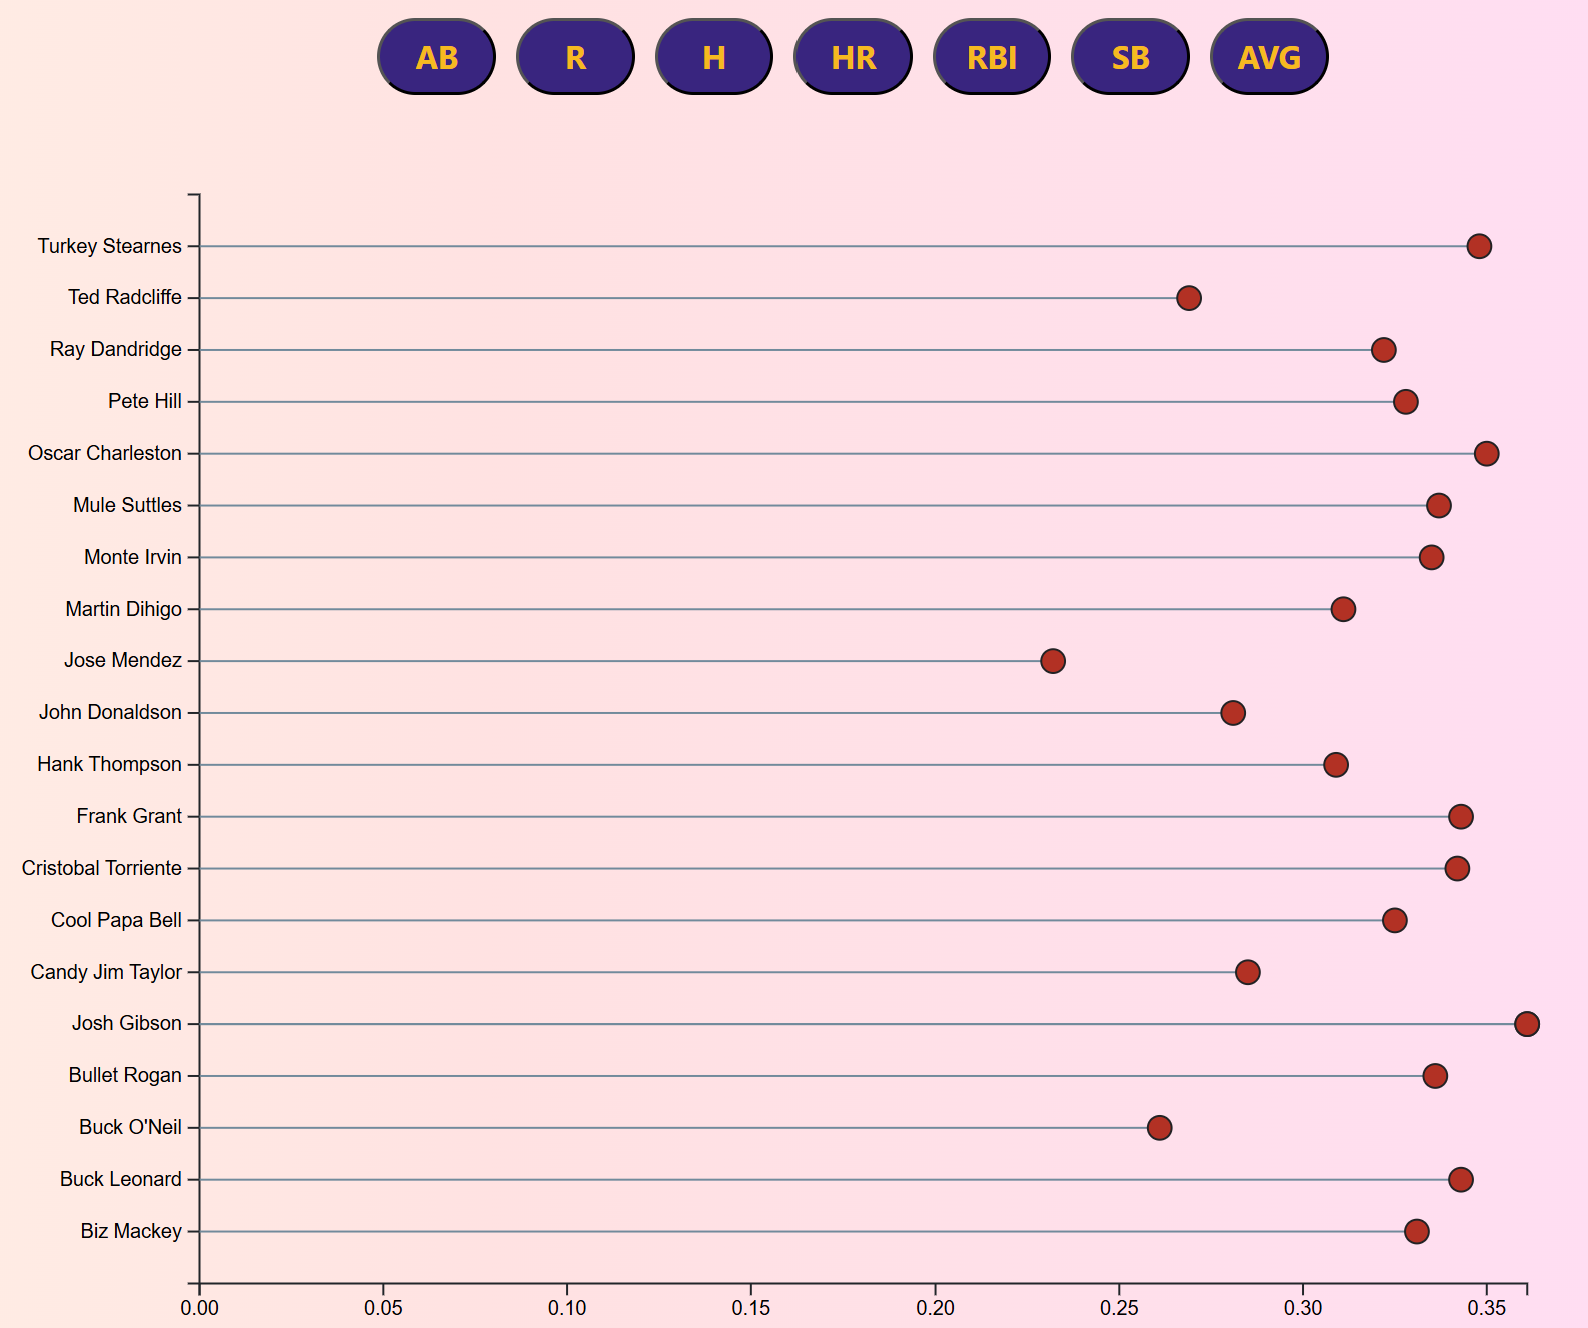 AB R H HR RBI SB AVG
Turkey Stearnes
Ted Radcliffe
Ray Dandridge
Pete Hill
Oscar Charleston
Mule Suttles
Monte Irvin
Martin Dihigo
Jose Mendez
John Donaldson
Hank Thompson
Frank Grant
Cristobal Torriente
Cool Papa Bell
Candy Jim Taylor
Josh Gibson
Bullet Rogan
Buck O'Neil
Buck Leonard
Biz Mackey
0.00 0.05 0.10 0.15 0.20 0.25 0.30 0.35